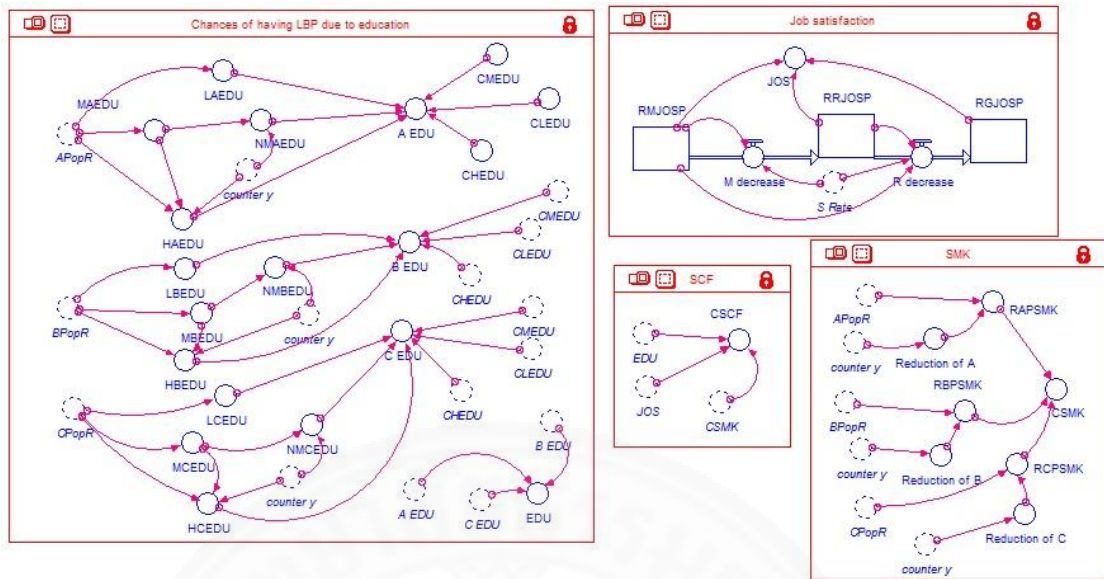 Chances of having LBP due to education
CMEDU
LAEDU
MAEDU
CLEDU
A EDU
APopR
NMAEDU
CHEDU
counter y
HAEDU
CMEDU
CLEDU
B EDU
LBEDU
NMBEDU
CHEDU
BPopR
MBEDU
counter y
CMEDU
HBEDU
C EDU
CLEDU
LCEDU
CHEDU
CPopR
NMCEDU
B EDU
MCEDU
counter y
A EDU
C EDU
EDU
HCEDU
Job satisfaction
JOS
RMJOSP
RRJOSP
RGJOSP
M decrease
R decrease
S Rate
SCF
CSCF
EDU
JOS
CSMK
SMK
APopR
RAPSMK
counter y
Reduction of A
RBPSMK
BPopR
CSMK
counter y
Reduction of B
RCPSMK
CPopR
Reduction of C
counter y